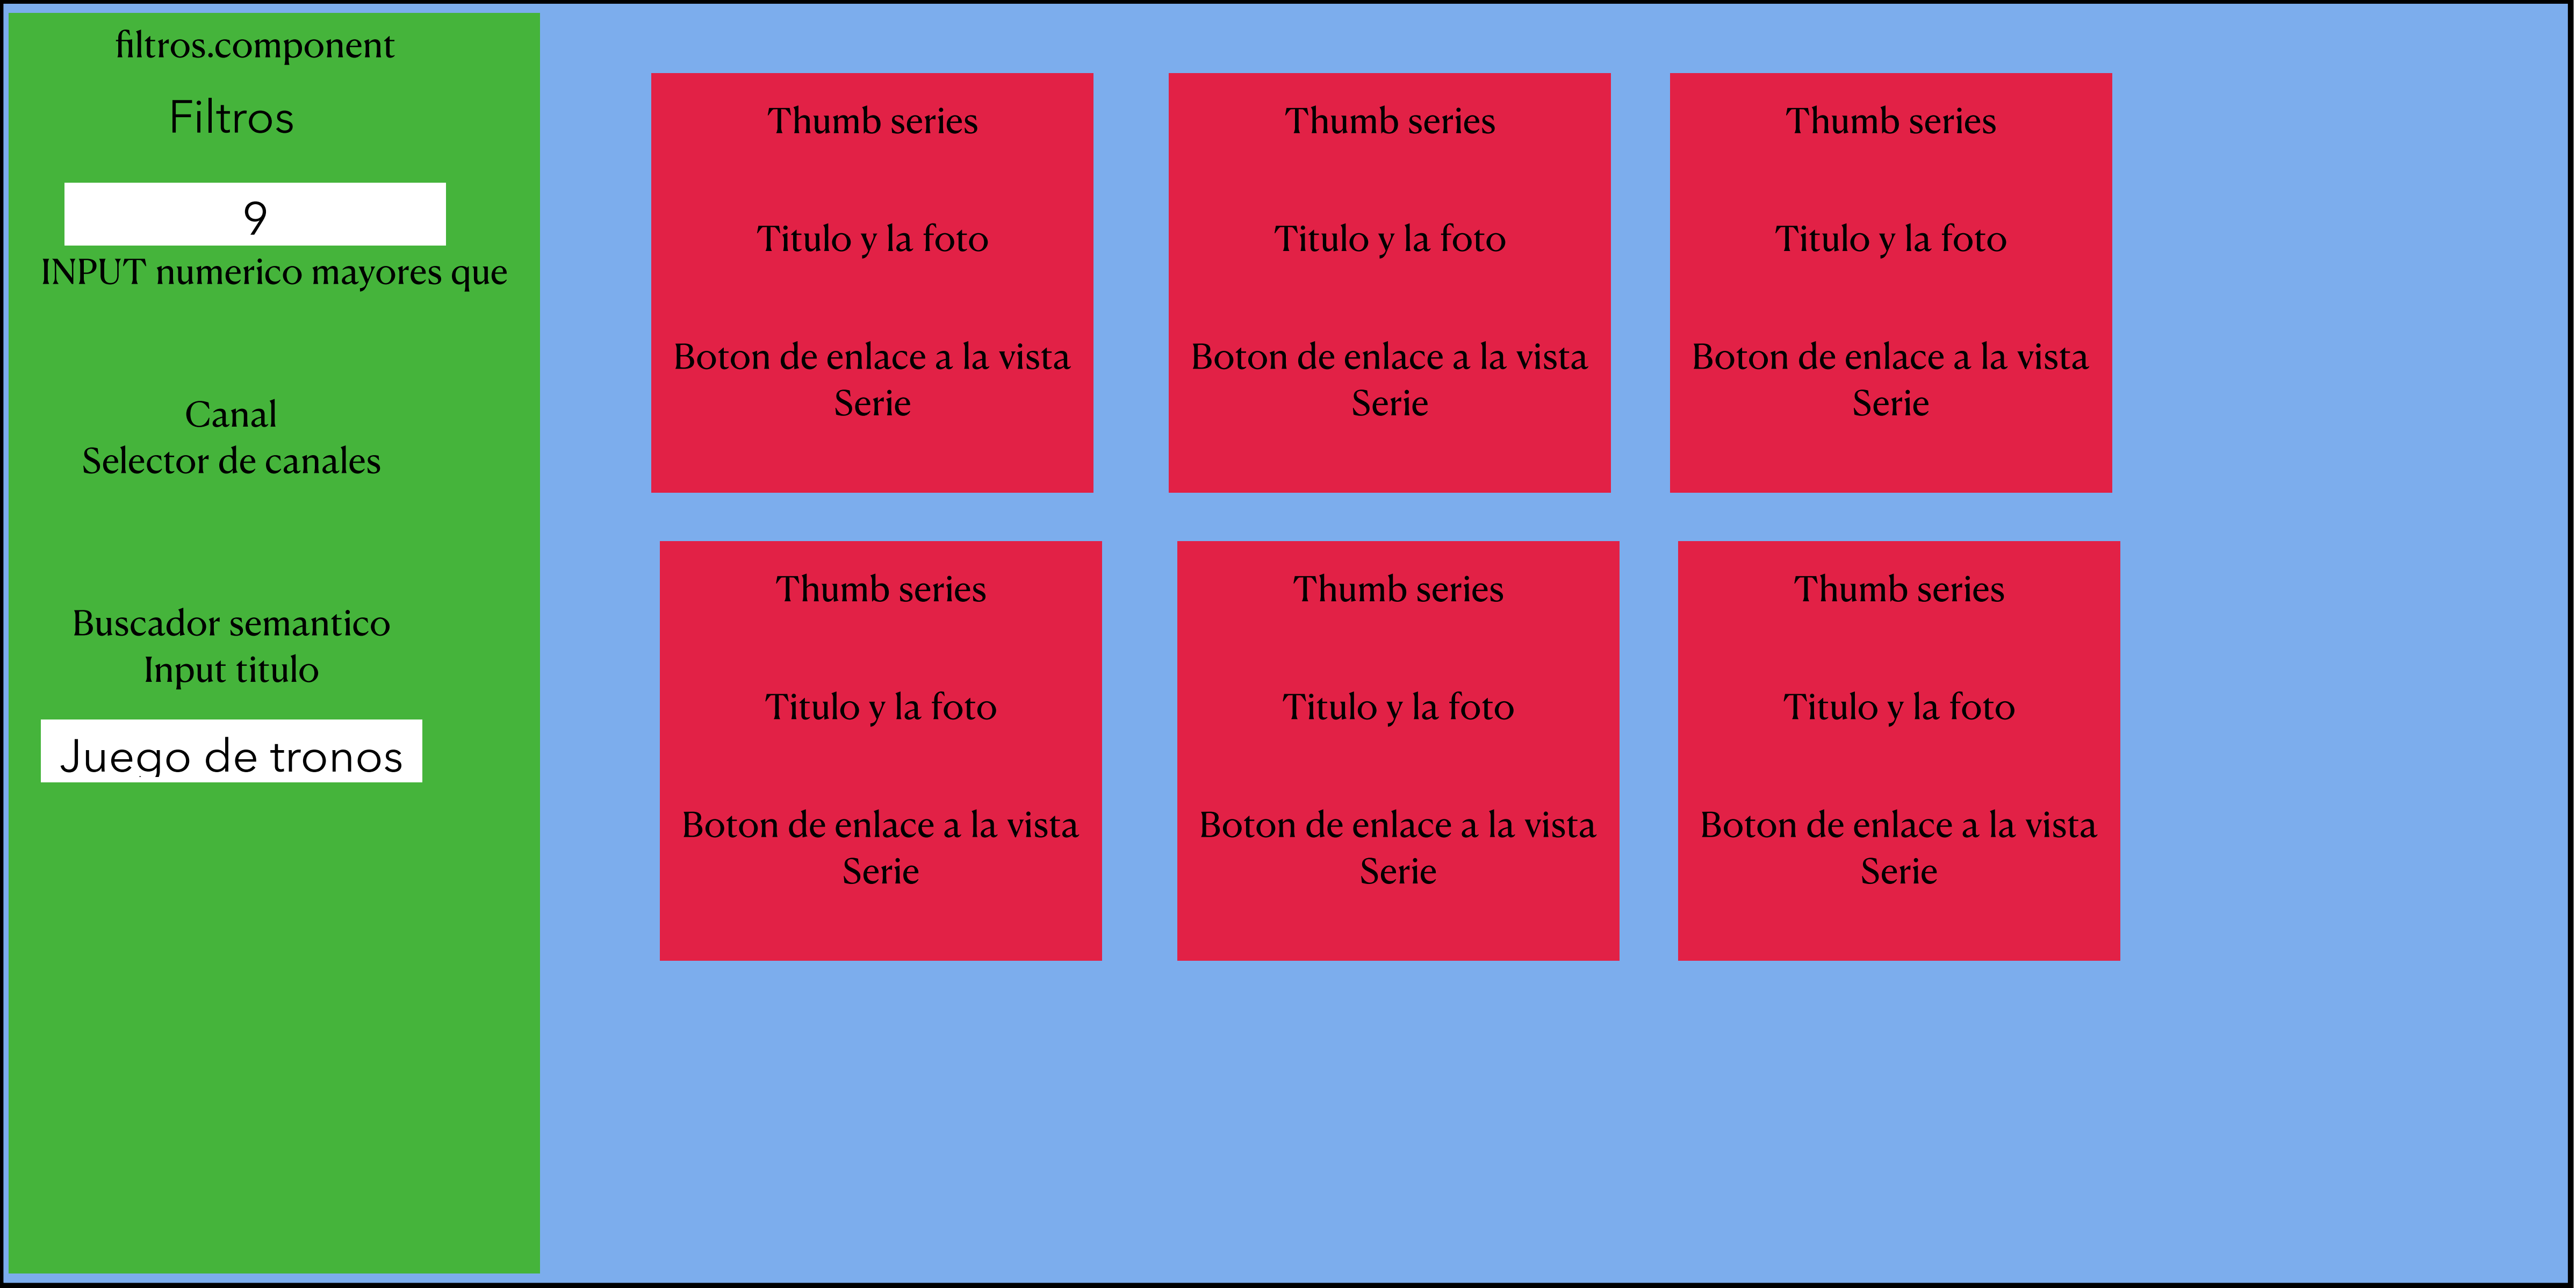 filtros.component
Filtros
9
INPUT numerico mayores que
Canal
Selector de canales
Buscador semantico
Input titulo
Juego de tronos
Thumb series
Titulo y la foto
Boton de enlace a la vista
Serie
Thumb series
Titulo y la foto
Boton de enlace a la vista
Serie
Thumb series
Titulo y la foto
Boton de enlace a la vista
Serie
Thumb series
Titulo y la foto
Boton de enlace a la vista
Serie
Thumb series
Titulo y la foto
Boton de enlace a la vista
Serie
Thumb series
Titulo y la foto
Boton de enlace a la vista
Serie